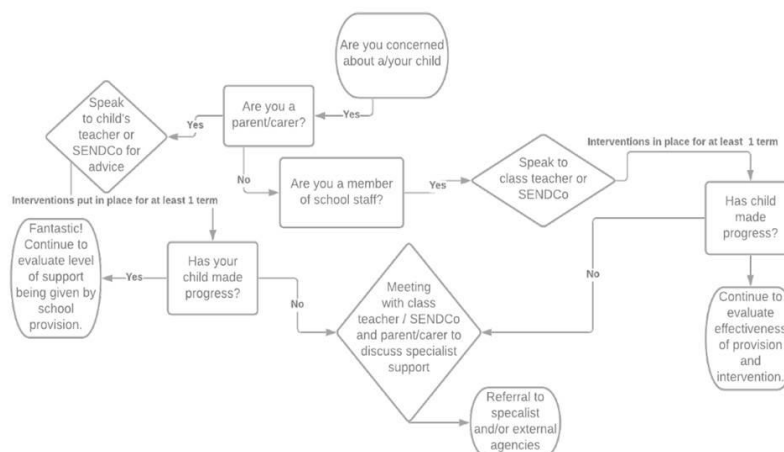 Are you concerned
about a/your child
Yes
Are you a
parent/carer?
Yes
Speak
to child's
teacher or
SENDCo for
advice
No
Are you a member
of school staff?
Yes
Speak to
class teacher or
SENDCo
Interventions in place for at least 1 term
Has child
made
progress?
Interventions put in place for at least 1 term
Has your
child made
progress?
Yes
Fantastic!
Continue to
evaluate level
of support
being given by
school
provision.
No
Meeting
with class
teacher / SENDCo
and parent/carer to
discuss specialist
support
No
Continue to
evaluate
effectiveness
of provision
and
intervention.
Referral to
specalist
and/or external
agencies